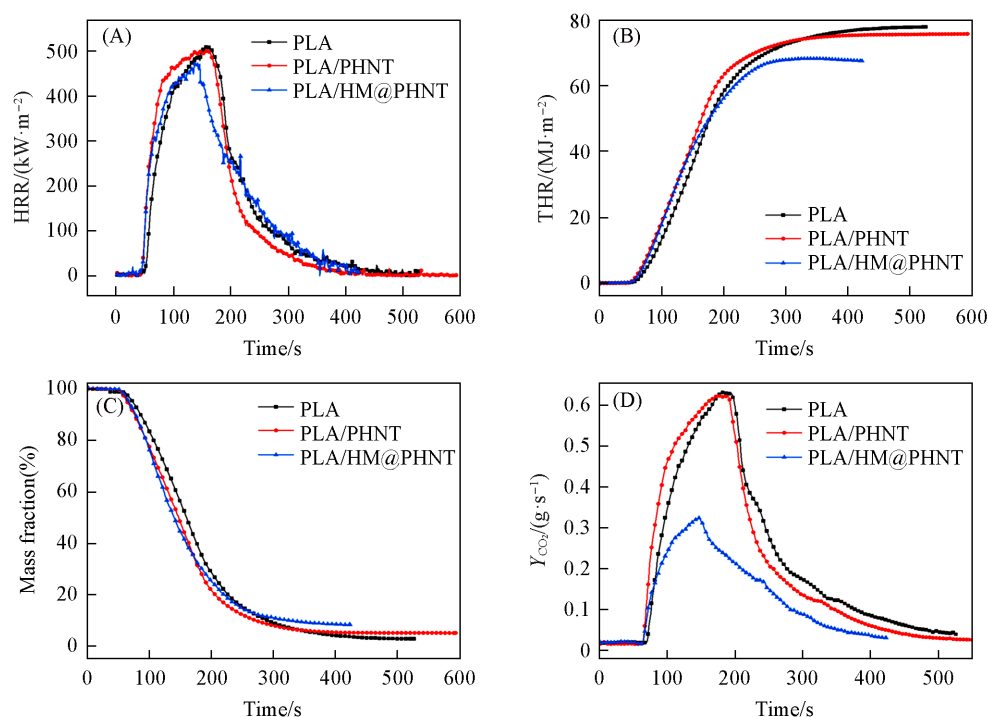 (A)
PLA
PLA/PHNT
PLA/HM@PHNT
500
400
300
200
100
0
HRR/(kW·m⁻²)
0 100 200 300 400 500 600
Time/s
(B)
80
60
40
20
0
THR/(MJ·m⁻²)
PLA
PLA/PHNT
PLA/HM@PHNT
0 100 200 300 400 500 600
Time/s
(C)
PLA
PLA/PHNT
PLA/HM@PHNT
100
80
60
40
20
0
Mass fraction(%)
0 100 200 300 400 500 600
Time/s
(D)
PLA
PLA/PHNT
PLA/HM@PHNT
0.6
0.5
0.4
0.3
0.2
0.1
0
Y_CO₂/(g·s⁻¹)
0 100 200 300 400 500
Time/s